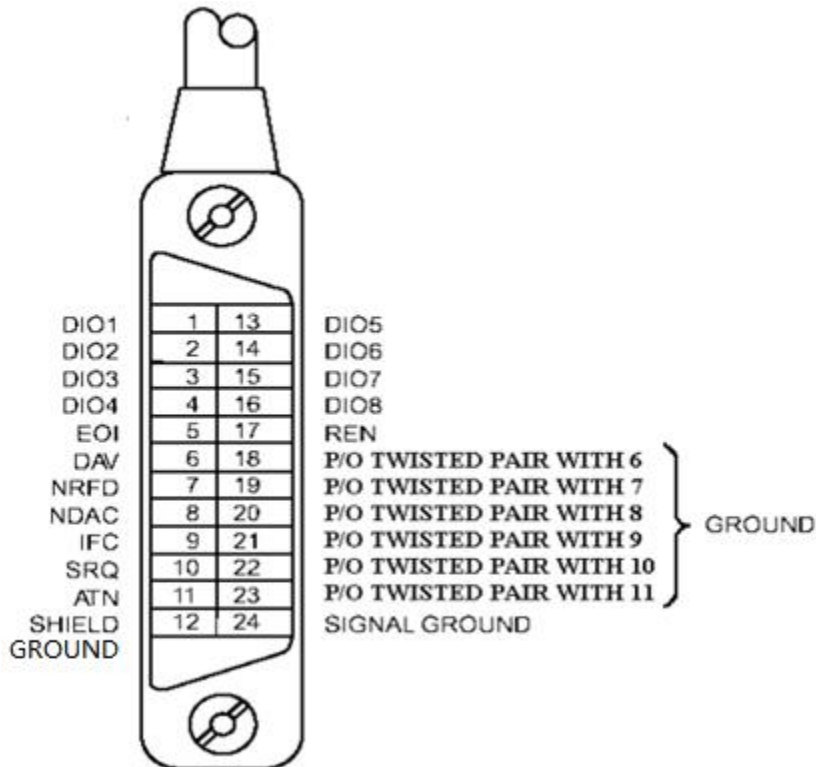 DIO1 1 13 DIO5
DIO2 2 14 DIO6
DIO3 3 15 DIO7
DIO4 4 16 DIO8
EOI 5 17 REN
DAV 6 18 P/O TWISTED PAIR WITH 6
NRFD 7 19 P/O TWISTED PAIR WITH 7
NDAC 8 20 P/O TWISTED PAIR WITH 8
GROUND
IFC 9 21 P/O TWISTED PAIR WITH 9
SRQ 10 22 P/O TWISTED PAIR WITH 10
ATN 11 23 P/O TWISTED PAIR WITH 11
SHIELD 12 24 SIGNAL GROUND
GROUND